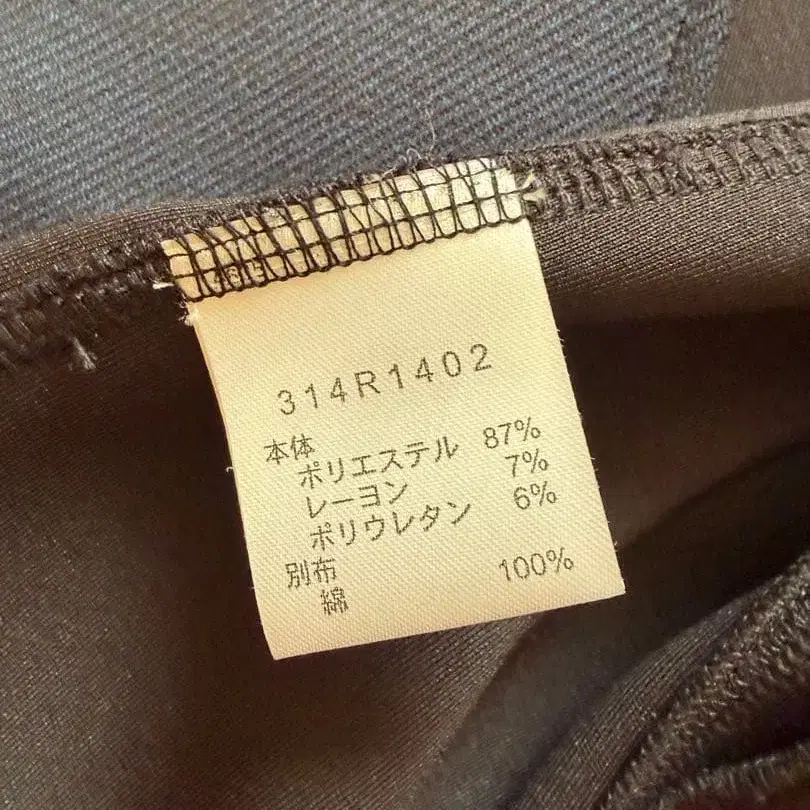 314R1402
本体
ポリエステル 87%
レーヨン 7%
ポリウレタン 6%
別布
綿 100%